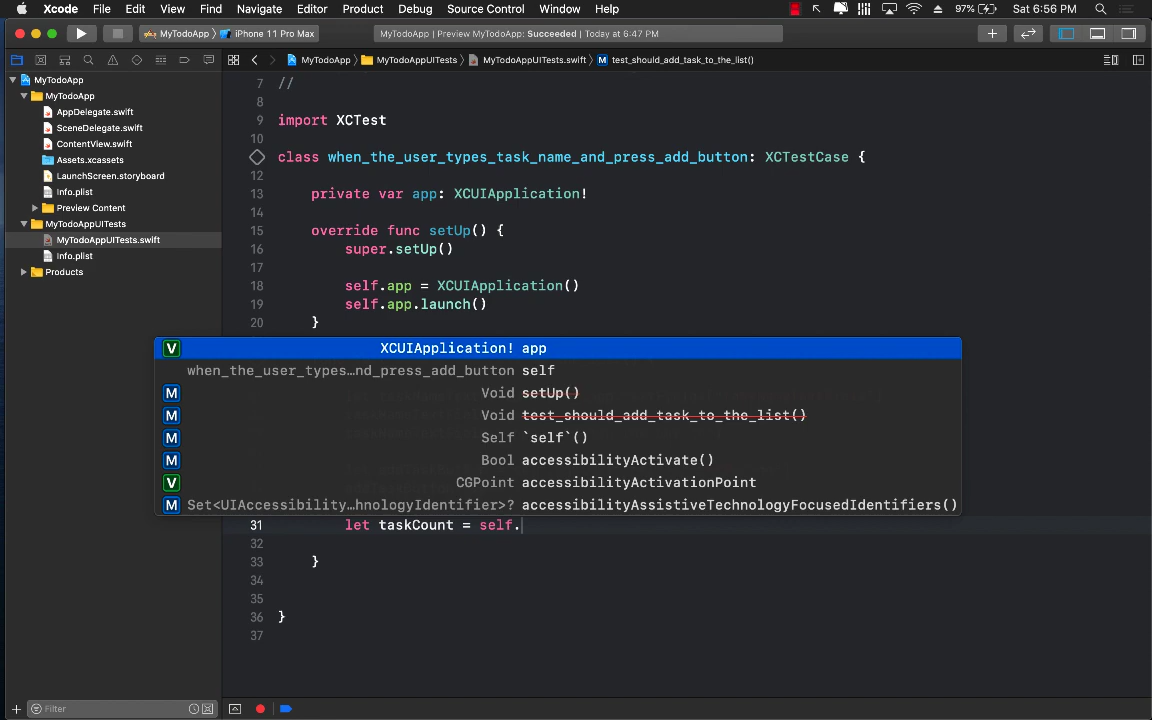 Xcode File Edit View Find Navigate Editor Product Debug Source Control Window Help 97% Sat 6:56 PM
MyTodoApp iPhone 11 Pro Max MyTodoApp | Preview MyTodoApp: Succeeded | Today at 6:47 PM
MyTodoApp MyTodoAppUITests MyTodoAppUITests.swift M test_should_add_task_to_the_list()
MyTodoApp
MyTodoApp
AppDelegate.swift
SceneDelegate.swift
ContentView.swift
Assets.xcassets
LaunchScreen.storyboard
Info.plist
Preview Content
MyTodoAppUITests
MyTodoAppUITests.swift
Info.plist
Products
7 //
8
9 import XCTest
10
11 class when_the_user_types_task_name_and_press_add_button: XCTestCase {
12
13 private var app: XCUIApplication!
14
15 override func setUp() {
16 super.setUp()
17
18 self.app = XCUIApplication()
19 self.app.launch()
20 }
V XCUIApplication! app
when_the_user_types…nd_press_add_button self
M Void setUp()
M Void test_should_add_task_to_the_list()
M Self `self`()
M Bool accessibilityActivate()
V CGPoint accessibilityActivationPoint
M Set<UIAccessibility…hnologyIdentifier>? accessibilityAssistiveTechnologyFocusedIdentifiers()
31 let taskCount = self.
32
33 }
34
35
36 }
37
Filter